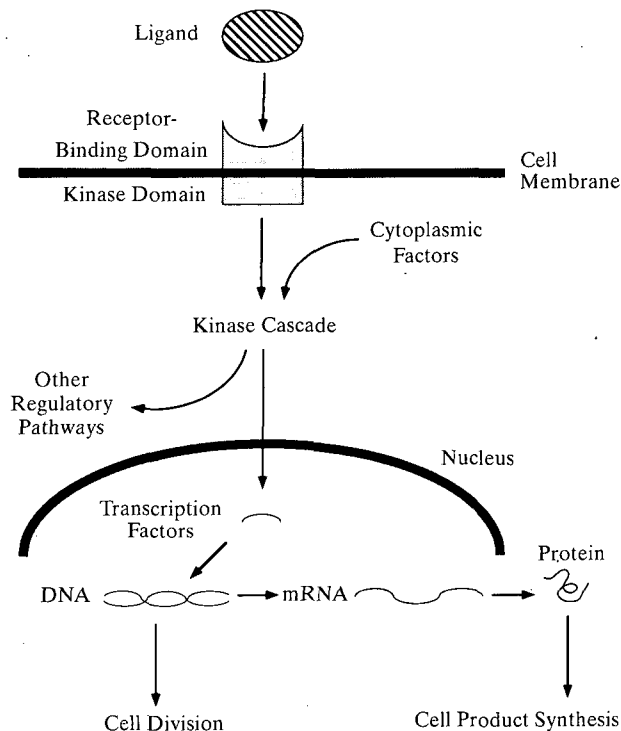 Ligand
Receptor-
Binding Domain
Kinase Domain
Cell
Membrane
Cytoplasmic
Factors
Kinase Cascade
Other
Regulatory
Pathways
Nucleus
Transcription
Factors
Protein
DNA
mRNA
Cell Division
Cell Product Synthesis